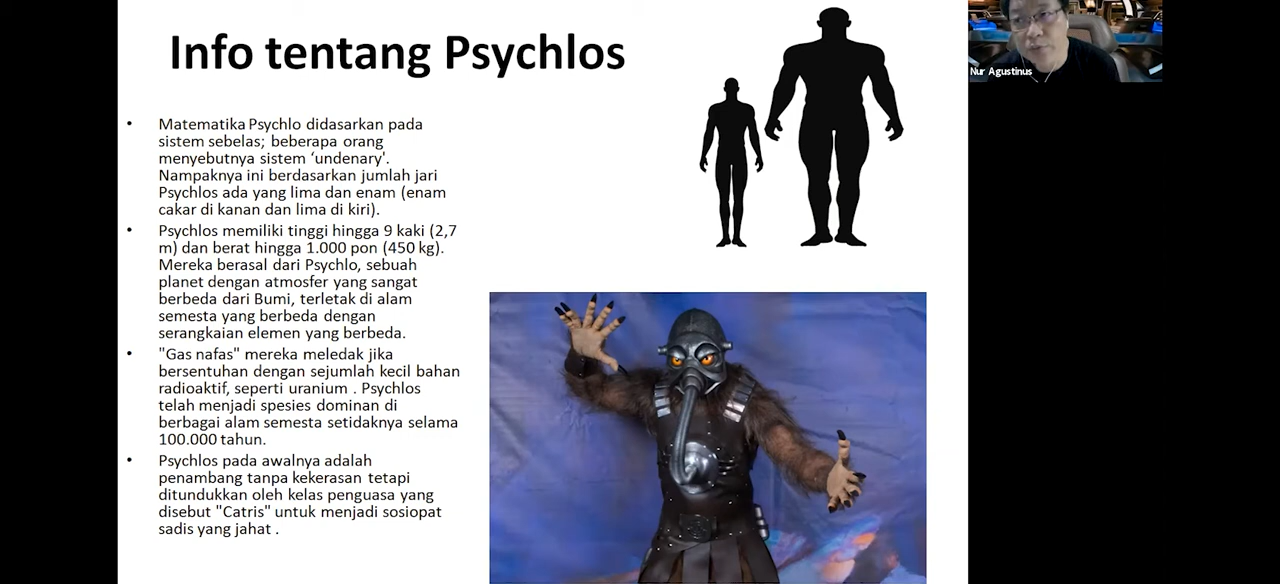 Info tentang Psychlos
• Matematika Psychlo didasarkan pada
sistem sebelas; beberapa orang
menyebutnya sistem ‘undenary'.
Nampaknya ini berdasarkan jumlah jari
Psychlos ada yang lima dan enam (enam
cakar di kanan dan lima di kiri).
• Psychlos memiliki tinggi hingga 9 kaki (2,7
m) dan berat hingga 1.000 pon (450 kg).
Mereka berasal dari Psychlo, sebuah
planet dengan atmosfer yang sangat
berbeda dari Bumi, terletak di alam
semesta yang berbeda dengan
serangkaian elemen yang berbeda.
• "Gas nafas" mereka meledak jika
bersentuhan dengan sejumlah kecil bahan
radioaktif, seperti uranium . Psychlos
telah menjadi spesies dominan di
berbagai alam semesta setidaknya selama
100.000 tahun.
• Psychlos pada awalnya adalah
penambang tanpa kekerasan tetapi
ditundukkan oleh kelas penguasa yang
disebut "Catris" untuk menjadi sosiopat
sadis yang jahat .
Nur Agustinus